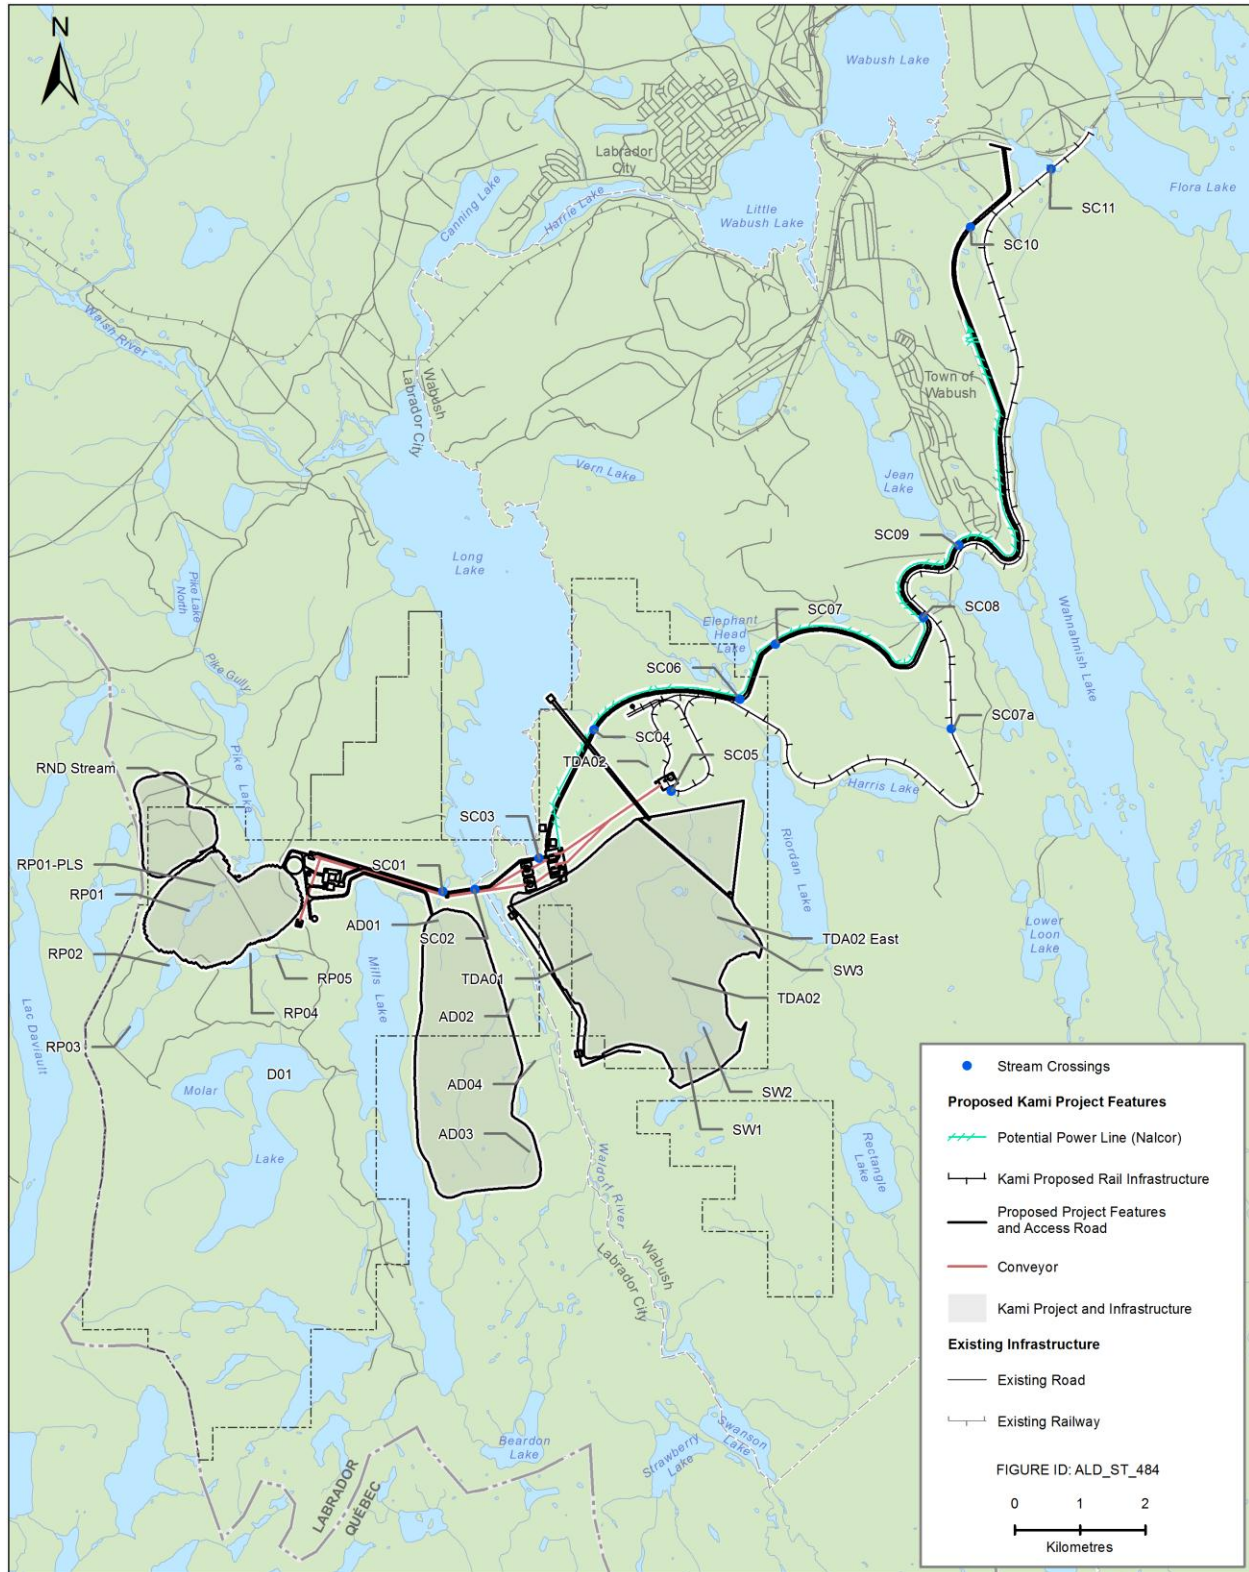 N
Wabush Lake
Labrador
City
Canning Lake
Harrie Lake
Little
Wabush Lake
Flora Lake
SC11
SC10
Walsh River
Wabush
Labrador City
Town of
Wabush
Vern Lake
Jean
Lake
Long
Lake
SC09
Pike Lake
North
SC07
SC08
Elephant
Head
Lake
Wahnahnish Lake
Pike Gully
SC06
SC07a
SC04
TDA02
SC05
RND Stream
Pike Lake
Harris Lake
SC03
Riordan Lake
RP01-PLS
SC01
RP01
AD01
SC02
TDA02 East
Lower
Loon
Lake
RP02
RP05
Mills Lake
TDA01
SW3
RP04
AD02
TDA02
Lac Daviault
RP03
D01
Molar
Lake
AD04
SW2
AD03
SW1
Rectangle
Lake
Waldorf River
Wabush
Labrador City
Beardon
Lake
Strawberry
Lake
Swanson
Lake
LABRADOR
QUÉBEC
Stream Crossings
Proposed Kami Project Features
Potential Power Line (Nalcor)
Kami Proposed Rail Infrastructure
Proposed Project Features
and Access Road
Conveyor
Kami Project and Infrastructure
Existing Infrastructure
Existing Road
Existing Railway
FIGURE ID: ALD_ST_484
0 1 2
Kilometres